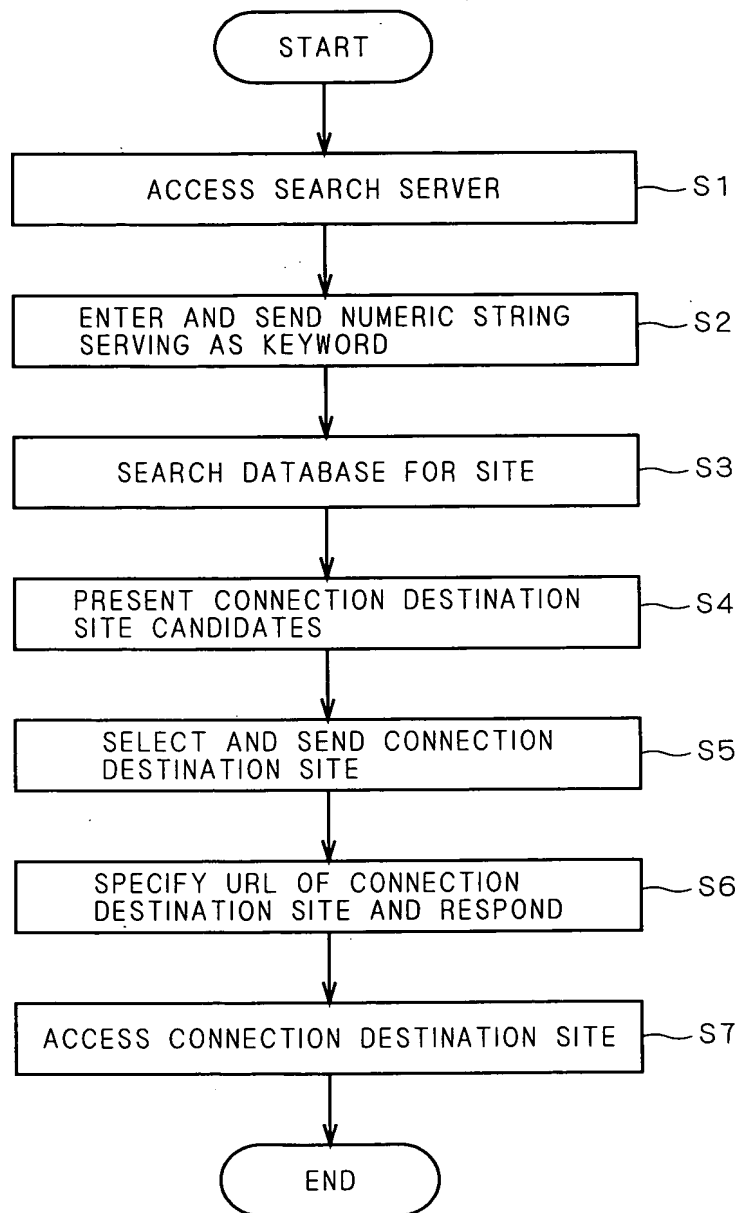 START
ACCESS SEARCH SERVER
S1
ENTER AND SEND NUMERIC STRING
SERVING AS KEYWORD
S2
SEARCH DATABASE FOR SITE
S3
PRESENT CONNECTION DESTINATION
SITE CANDIDATES
S4
SELECT AND SEND CONNECTION
DESTINATION SITE
S5
SPECIFY URL OF CONNECTION
DESTINATION SITE AND RESPOND
S6
ACCESS CONNECTION DESTINATION SITE
S7
END